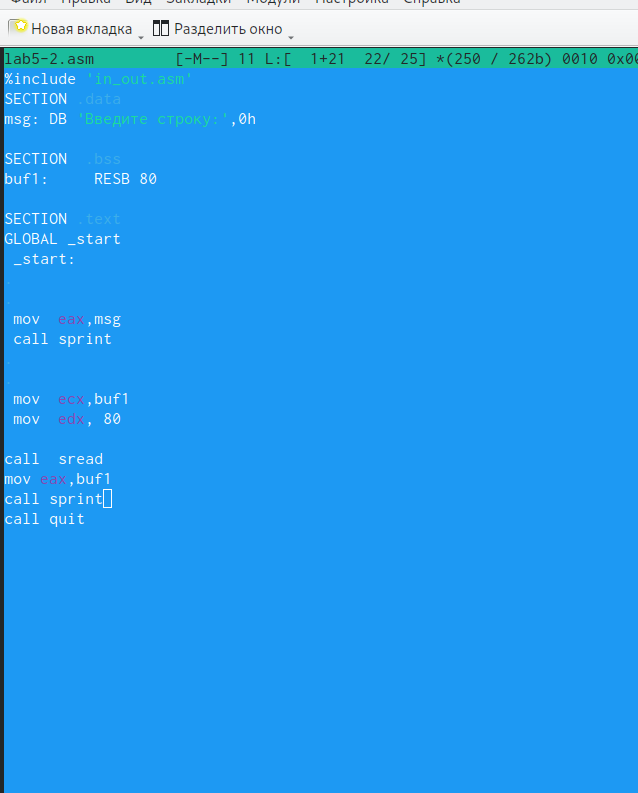 Файл Правка Вид Закладки Модули Настройка Справка
Новая вкладка Разделить окно
lab5-2.asm [-M--] 11 L:[ 1+21 22/ 25] *(250 / 262b) 0010 0x00
%include 'in_out.asm'
SECTION .data
msg: DB 'Введите строку:',0h
SECTION .bss
buf1: RESB 80
SECTION .text
GLOBAL _start
_start:
.
.
mov eax,msg
call sprint
.
.
mov ecx,buf1
mov edx, 80
call sread
mov eax,buf1
call sprint
call quit